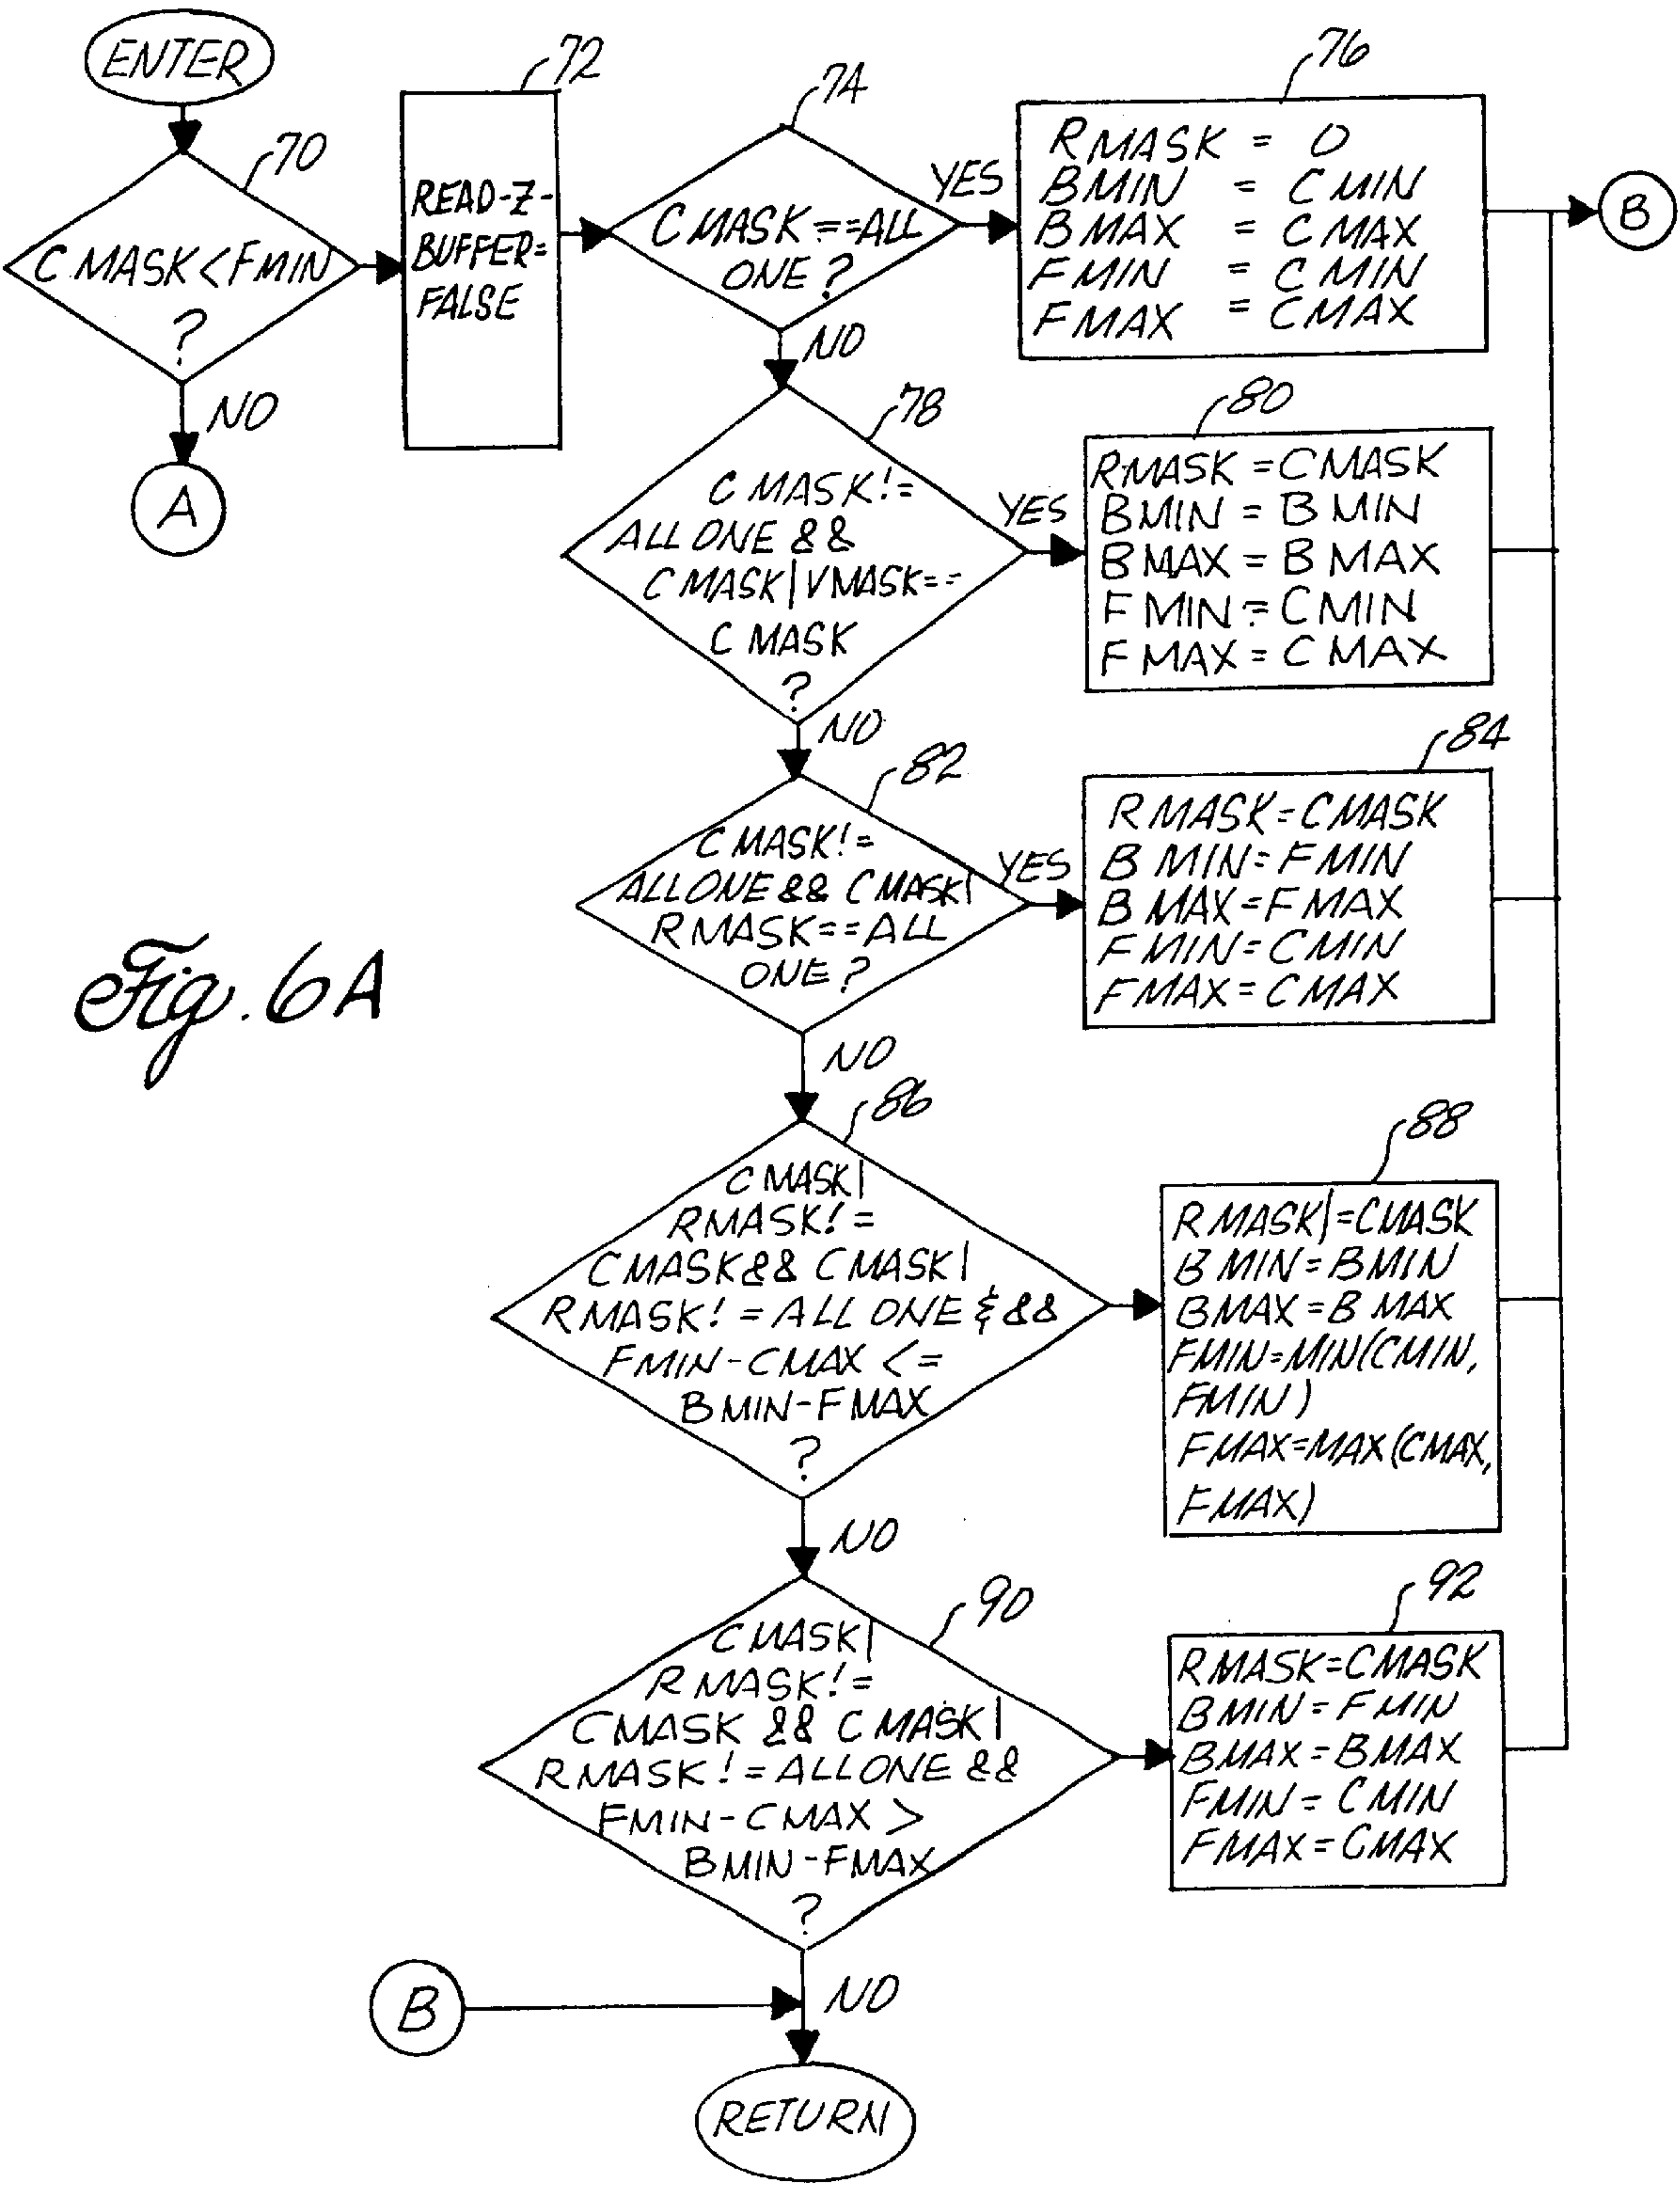 ENTER
70
C MASK < FMIN
?
NO
A
72
READ-Z-
BUFFER=
FALSE
74
C MASK==ALL
ONE?
YES
NO
76
RMASK = 0
BMIN = CMIN
BMAX = CMAX
FMIN = CMIN
FMAX = CMAX
B
78
C MASK!=
ALL ONE &&
C MASK|VMASK==
C MASK
?
YES
NO
80
RMASK = CMASK
BMIN = BMIN
BMAX = BMAX
FMIN = CMIN
FMAX = CMAX
82
C MASK!=
ALL ONE && CMASK|
RMASK==ALL
ONE?
YES
NO
84
RMASK=CMASK
BMIN=FMIN
BMAX=FMAX
FMIN=CMIN
FMAX=CMAX
Fig. 6A
86
CMASK|
RMASK!=
CMASK&& CMASK|
RMASK!=ALL ONE &&&
FMIN-CMAX <=
BMIN-FMAX
?
NO
88
RMASK|=CMASK
BMIN=BMIN
BMAX=BMAX
FMIN=MIN(CMIN,
FMIN)
FMAX=MAX(CMAX,
FMAX)
90
CMASK|
RMASK!=
CMASK && CMASK|
RMASK!=ALLONE &&
FMIN-CMAX >
BMIN-FMAX
?
NO
92
RMASK=CMASK
BMIN=FMIN
BMAX=BMAX
FMIN=CMIN
FMAX=CMAX
B
RETURN